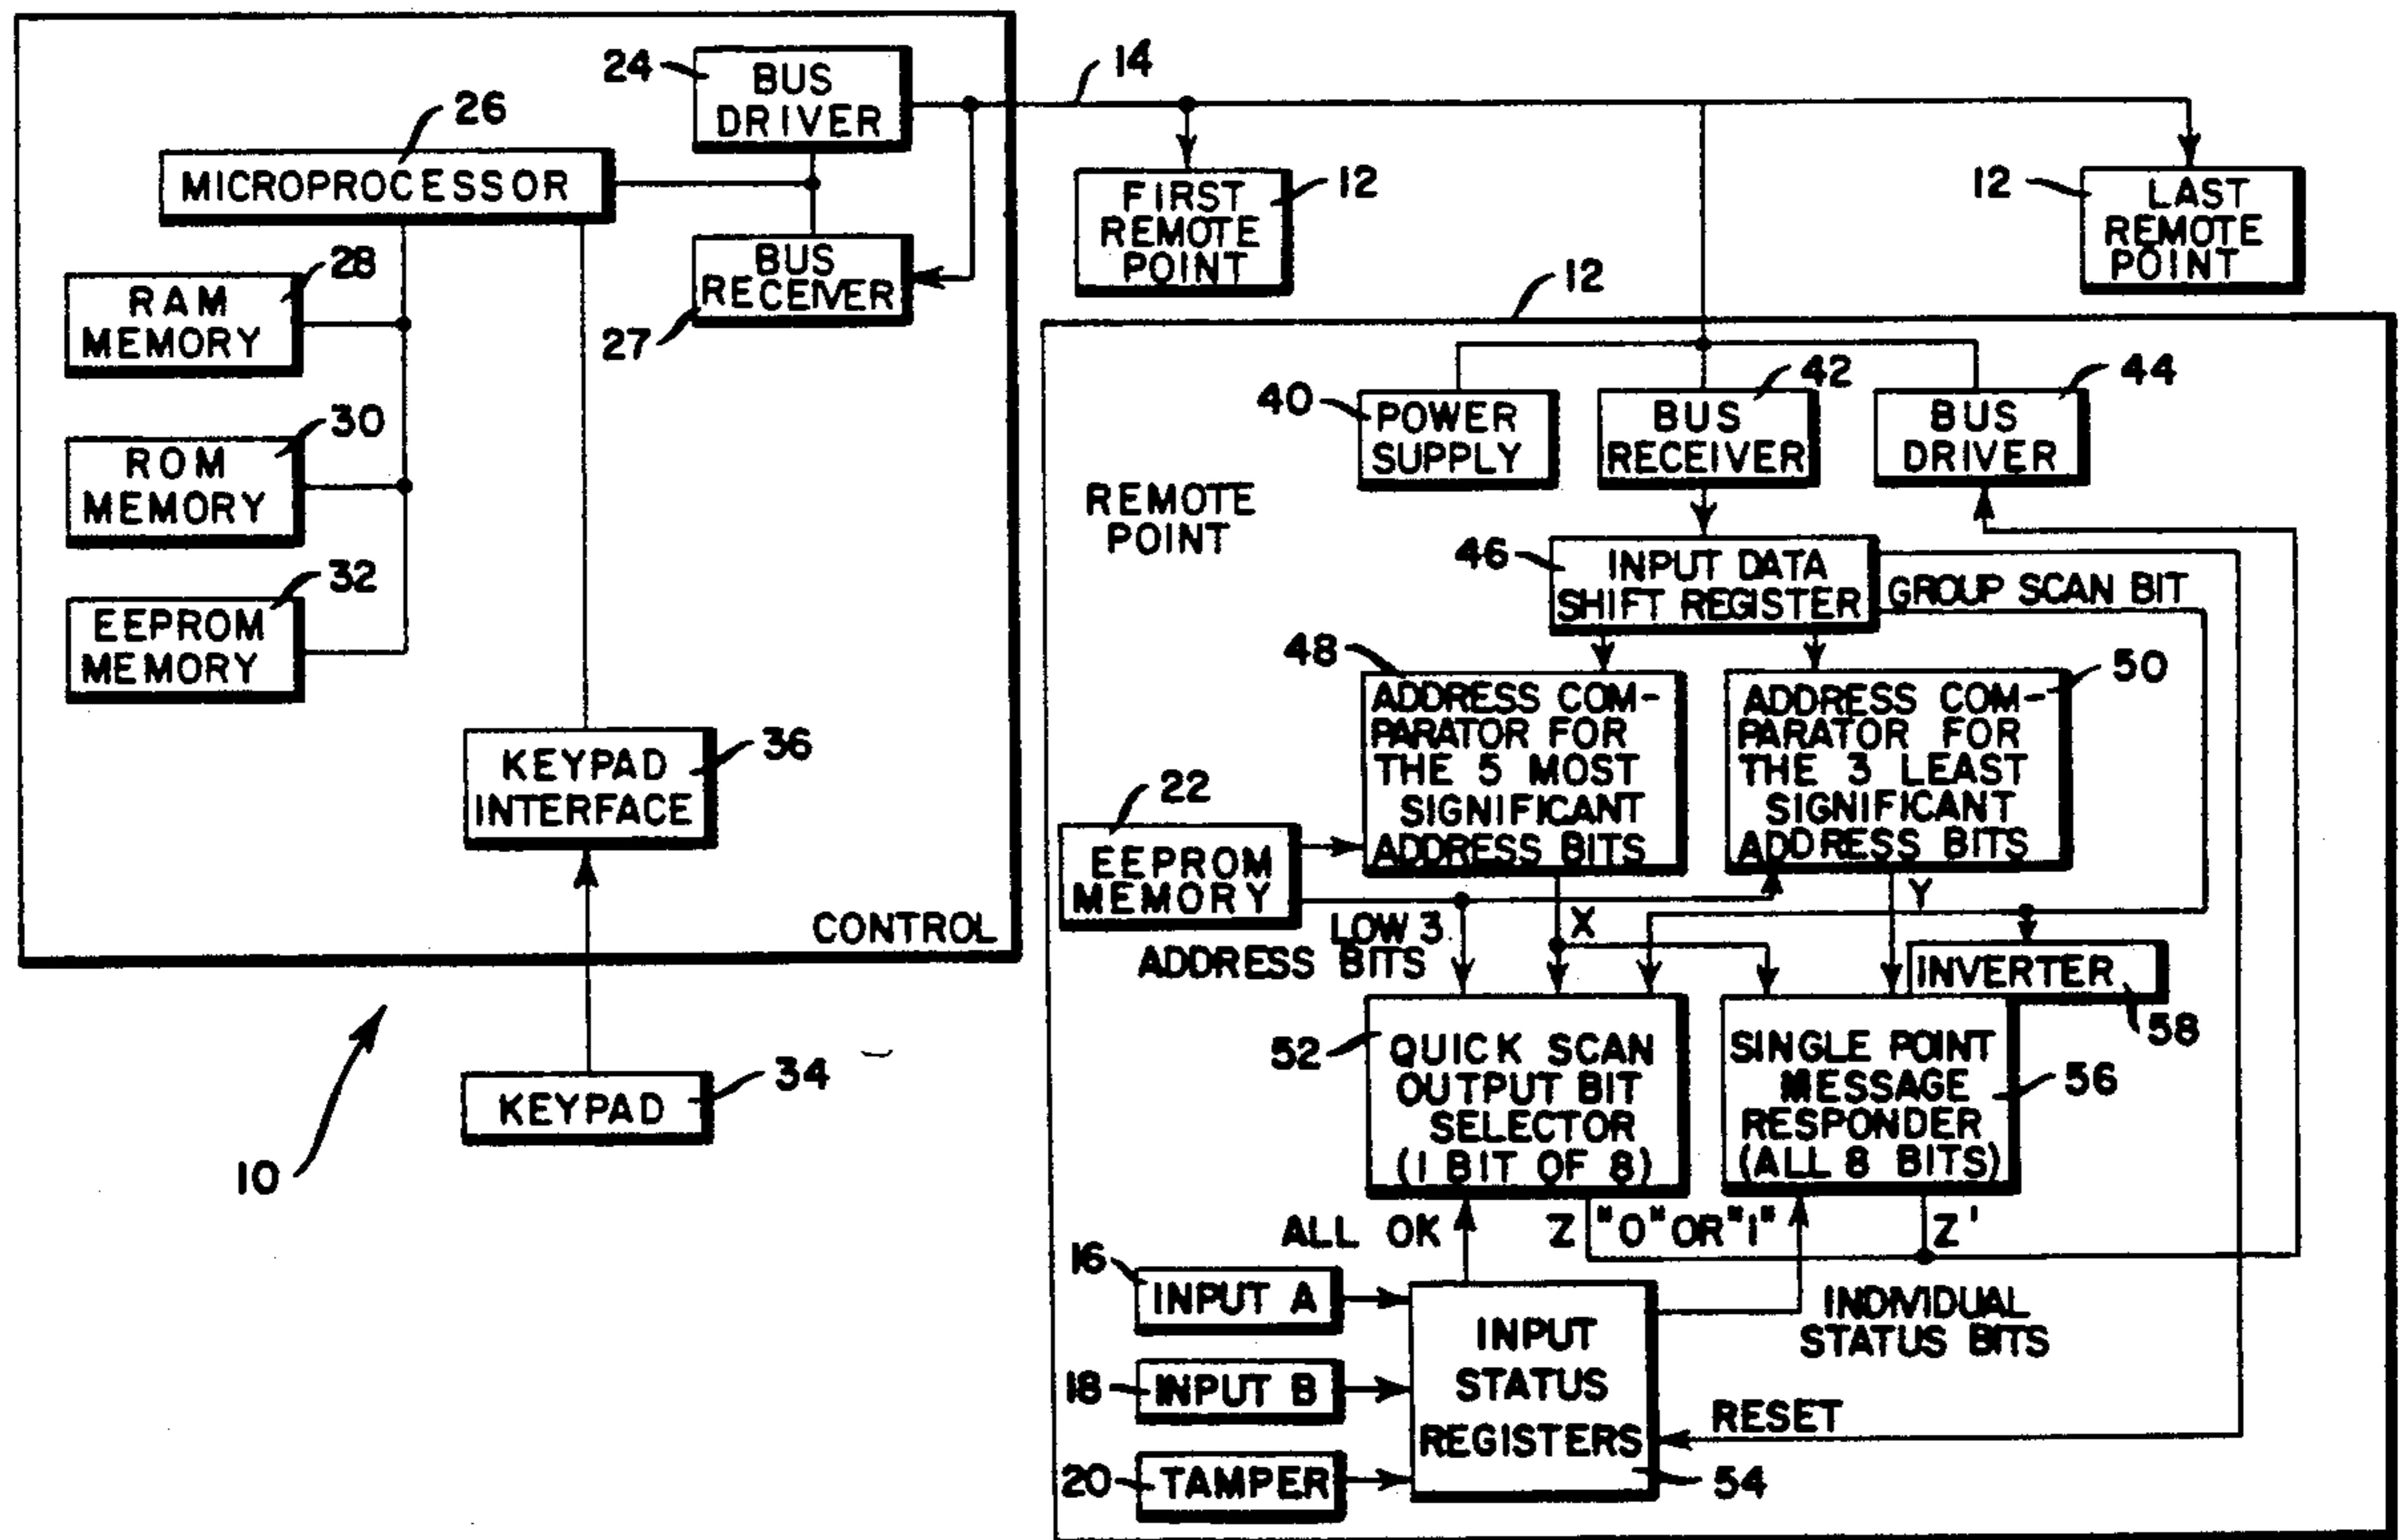 24
BUS
DRIVER
14
26
MICROPROCESSOR
FIRST
REMOTE
POINT
12
12
LAST
REMOTE
POINT
28
RAM
MEMORY
BUS
RECEIVER
27
12
30
ROM
MEMORY
40
POWER
SUPPLY
42
BUS
RECEIVER
44
BUS
DRIVER
REMOTE
POINT
32
EEPROM
MEMORY
46
INPUT DATA
SHIFT REGISTER
GROUP SCAN BIT
48
ADDRESS COM-
PARATOR FOR
THE 5 MOST
SIGNIFICANT
ADDRESS BITS
50
ADDRESS COM-
PARATOR FOR
THE 3 LEAST
SIGNIFICANT
ADDRESS BITS
KEYPAD
INTERFACE
36
22
EEPROM
MEMORY
CONTROL
LOW 3
ADDRESS BITS
X
Y
INVERTER
58
10
KEYPAD
34
52
QUICK SCAN
OUTPUT BIT
SELECTOR
(1 BIT OF 8)
SINGLE POINT
MESSAGE
RESPONDER
(ALL 8 BITS)
56
ALL OK
Z
"0" OR "1"
Z'
16
INPUT A
INDIVIDUAL
STATUS BITS
18
INPUT B
INPUT
STATUS
REGISTERS
RESET
20
TAMPER
54